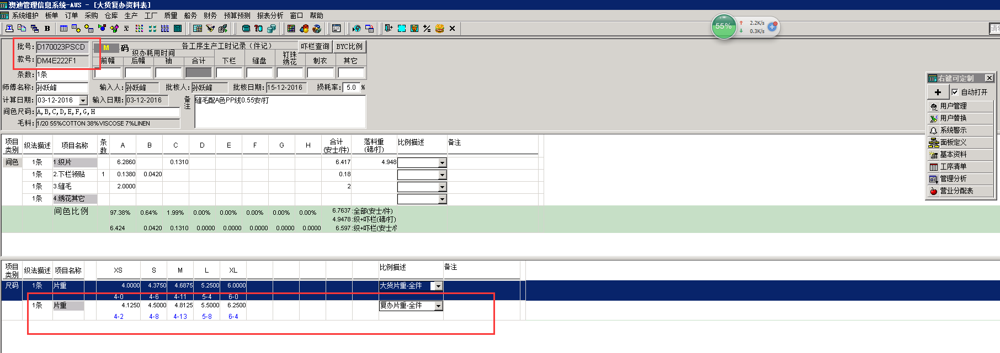 澳迪管理信息系统-AUS - [大货复办资料表]
系统维护 板单 订单 采购 仓库 生产 工厂 质量 船务 财务 预算预测 报表分析 窗口 帮助
55% 2.2K/s 0.3K/s
批号: D170023PSCD M 码 各工序生产工时记录（件记） 吓栏查询 BYC比例
织办耗用时间
款号: DM4E222F1 前幅 后幅 袖 合计 下栏 缝盘 钉珠绣花 制衣 其它
条数: 1条
师傅名称: 孙跃峰 输入人: 孙跃峰 批核人: 孙跃峰 批核日期: 15-12-2016 损耗率: 5.0 %
计算日期: 03-12-2016 输入日期: 03-12-2016 备注 缝毛配A色PP线0.55安/打
间色尺码: A,B,C,D,E,F,G,H
毛料: 1/20 55%COTTON 38%VISCOSE 7%LINEN
右键可定制
+ 自动打开
用户管理
用户替换
系统警示
面板定义
基本资料
工序清单
管理分析
营业分配表
项目类别 织法描述 项目名称 条数 A B C D E F G H 合计(安士/件) 落料重(磅/打) 比例描述 备注
间色 1条 1.织片 6.2860 0.1310 6.417 4.948
1条 2.下栏领贴 1 0.1380 0.0420 0.18
1条 3.缝毛 2.0000 2
1条 4.绣花其它
间色比例 97.38% 0.64% 1.99% 0.00% 0.00% 0.00% 0.00% 0.00% 6.7637 :全部(安士/件)
4.9478 :织+吓栏(磅/打)
6.424 0.0420 0.1310 0.0000 0.0000 0.0000 0.0000 0.0000 6.597 :织+吓栏(安士/件
项目类别 织法描述 项目名称 XS S M L XL 比例描述 备注
尺码 1条 片重 4.0000 4.3750 4.6875 5.2500 6.0000 大货片重-全件
4-0 4-6 4-11 5-4 6-0
1条 片重 4.1250 4.5000 4.8125 5.5000 6.2500 复办片重-全件
4-2 4-8 4-13 5-8 6-4